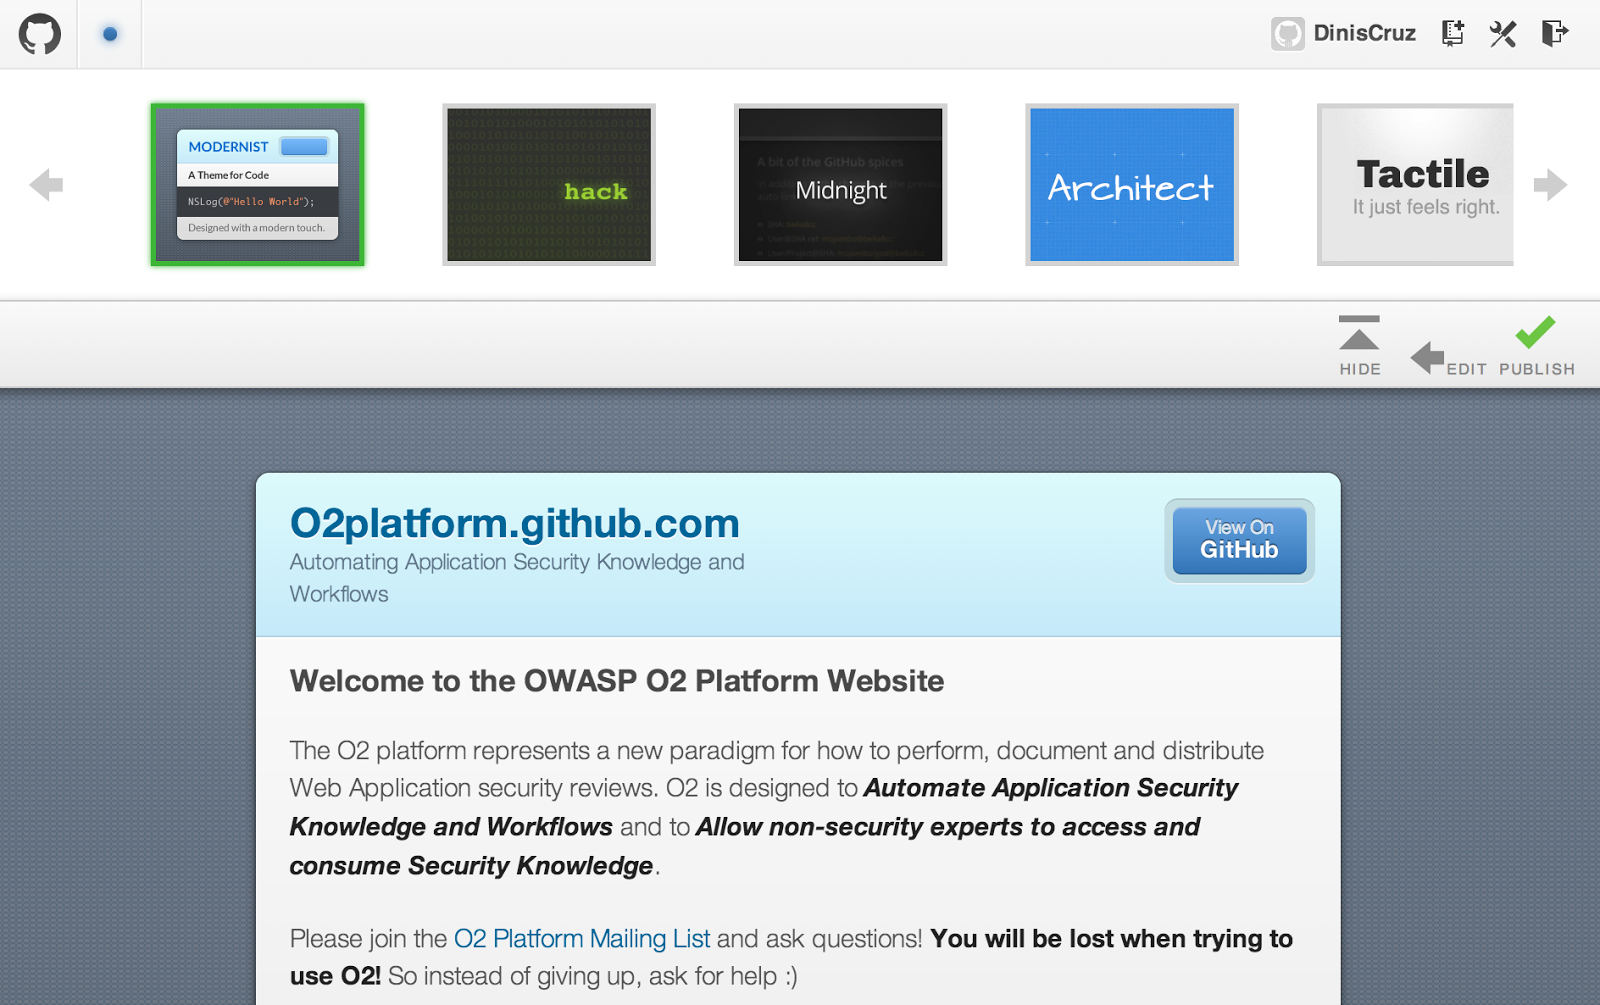 DinisCruz
MODERNIST
A Theme for Code
NSLog(@"Hello World");
Designed with a modern touch.
hack
A bit of the GitHub spices
Midnight
Architect
Tactile
It just feels right.
HIDE
EDIT
PUBLISH
O2platform.github.com
Automating Application Security Knowledge and
Workflows
View On
GitHub
Welcome to the OWASP O2 Platform Website
The O2 platform represents a new paradigm for how to perform, document and distribute
Web Application security reviews. O2 is designed to Automate Application Security
Knowledge and Workflows and to Allow non-security experts to access and
consume Security Knowledge.
Please join the O2 Platform Mailing List and ask questions! You will be lost when trying to
use O2! So instead of giving up, ask for help :)